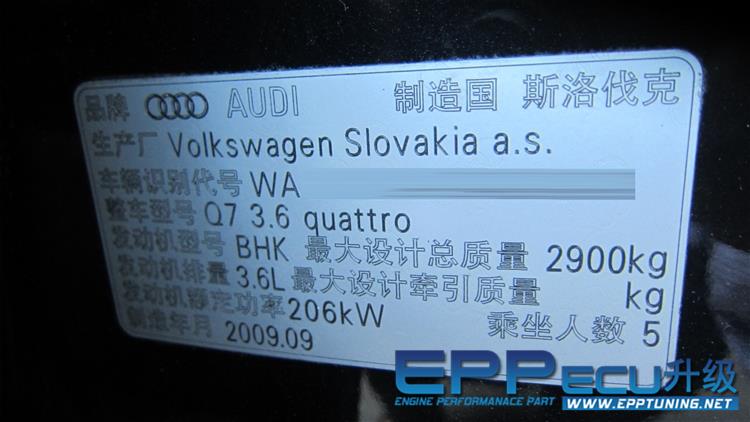 品牌 AUDI 制造国 斯洛伐克
生产厂 Volkswagen Slovakia a.s.
车辆识别代号 WA
整车型号 Q7 3.6 quattro
发动机型号 BHK 最大设计总质量 2900kg
发动机排量 3.6L 最大设计牵引质量 kg
发动机额定功率 206kW 乘坐人数 5
制造年月 2009.09
EPP ECU升级
ENGINE PERFORMANACE PART WWW.EPPTUNING.NET